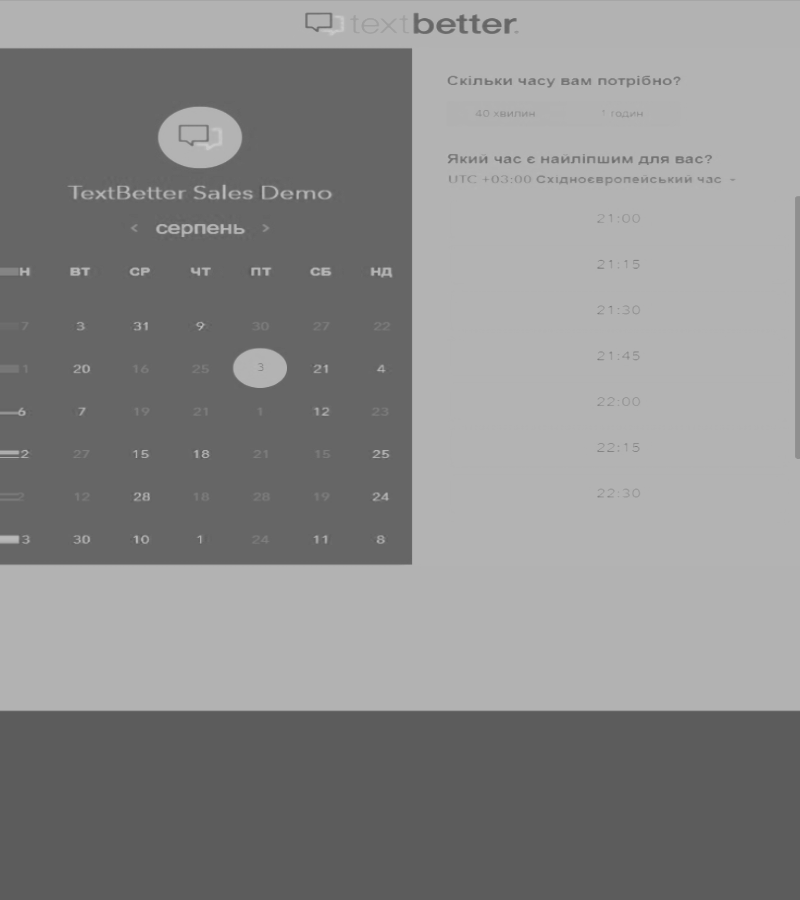 textbetter.
TextBetter Sales Demo
< серпень >
Н ВТ СР ЧТ ПТ СБ НД
7 3 31 9 30 27 22
1 20 16 25 3 21 4
6 7 19 21 1 12 23
2 27 15 18 21 15 25
2 12 28 18 28 19 24
3 30 10 1 24 11 8
Скільки часу вам потрібно?
40 хвилин 1 годин
Який час є найліпшим для вас?
UTC +03:00 Східноєвропейський час
21:00
21:15
21:30
21:45
22:00
22:15
22:30